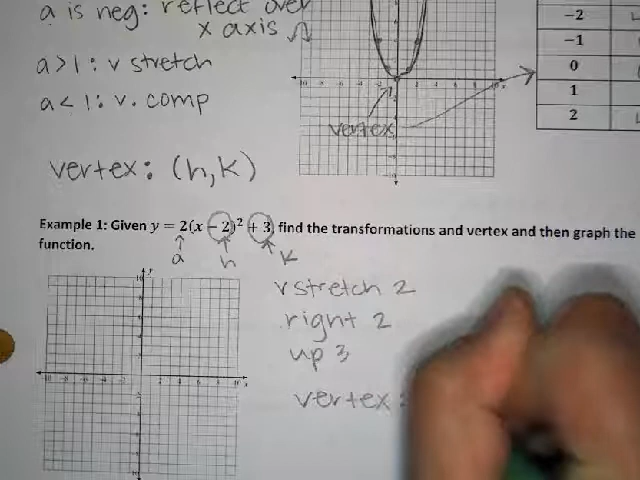 a is neg: reflect over
x axis
a>1: v stretch
a<1: v. comp
vertex
vertex: (h,k)
-2
-1
0
1
2
Example 1: Given y = 2(x - 2)² + 3, find the transformations and vertex and then graph the
function.
a h k
v stretch 2
right 2
up 3
vertex: